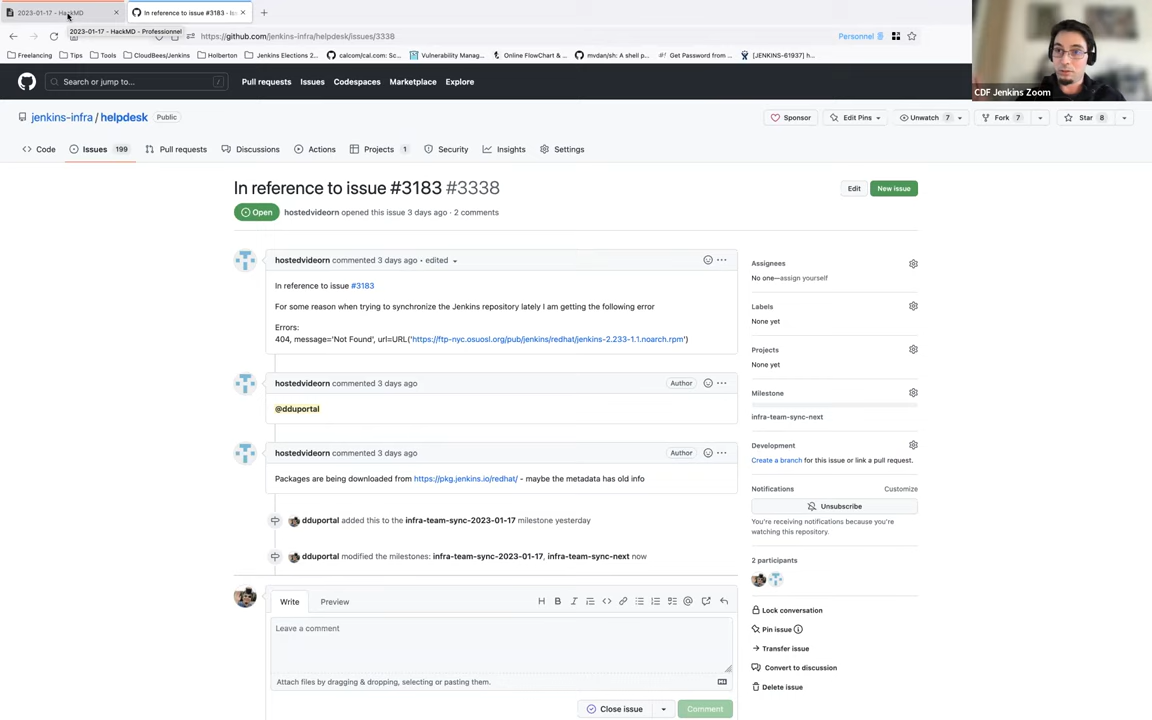 2023-01-17 - HackMD
In reference to issue #3183
2023-01-17 - HackMD - Professionnel
https://github.com/jenkins-infra/helpdesk/issues/3338
Personnel
Freelancing
Tips
Tools
CloudBees/Jenkins
Holberton
Jenkins Elections 2...
calcom/cal.com: Sc...
Vulnerability Manag...
Online FlowChart &...
mvdan/sh: A shell p...
Get Password from ...
[JENKINS-61937] h...
CDF Jenkins Zoom
Search or jump to...
/
Pull requests
Issues
Codespaces
Marketplace
Explore
jenkins-infra / helpdesk
Public
Sponsor
Edit Pins
Unwatch 7
Fork 7
Star 8
Code
Issues 199
Pull requests
Discussions
Actions
Projects 1
Security
Insights
Settings
In reference to issue #3183 #3338
Edit
New issue
Open
hostedvideorn opened this issue 3 days ago · 2 comments
hostedvideorn commented 3 days ago • edited
In reference to issue #3183
For some reason when trying to synchronize the Jenkins repository lately I am getting the following error
Errors:
404, message='Not Found', url=URL('https://ftp-nyc.osuosl.org/pub/jenkins/redhat/jenkins-2.233-1.1.noarch.rpm')
hostedvideorn commented 3 days ago
Author
@dduportal
hostedvideorn commented 3 days ago
Author
Packages are being downloaded from https://pkg.jenkins.io/redhat/ - maybe the metadata has old info
dduportal added this to the infra-team-sync-2023-01-17 milestone yesterday
dduportal modified the milestones: infra-team-sync-2023-01-17, infra-team-sync-next now
Write
Preview
Leave a comment
Attach files by dragging & dropping, selecting or pasting them.
Close issue
Comment
Assignees
No one—assign yourself
Labels
None yet
Projects
None yet
Milestone
infra-team-sync-next
Development
Create a branch for this issue or link a pull request.
Notifications
Customize
Unsubscribe
You're receiving notifications because you're
watching this repository.
2 participants
Lock conversation
Pin issue
Transfer issue
Convert to discussion
Delete issue